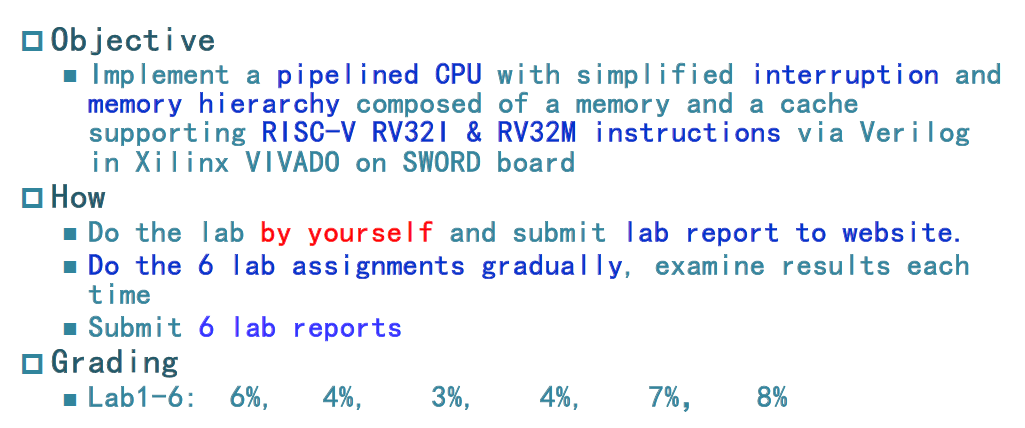 Objective
Implement a pipelined CPU with simplified interruption and
memory hierarchy composed of a memory and a cache
supporting RISC-V RV32I & RV32M instructions via Verilog
in Xilinx VIVADO on SWORD board
How
Do the lab by yourself and submit lab report to website.
Do the 6 lab assignments gradually, examine results each
time
Submit 6 lab reports
Grading
Lab1-6: 6%, 4%, 3%, 4%, 7%, 8%